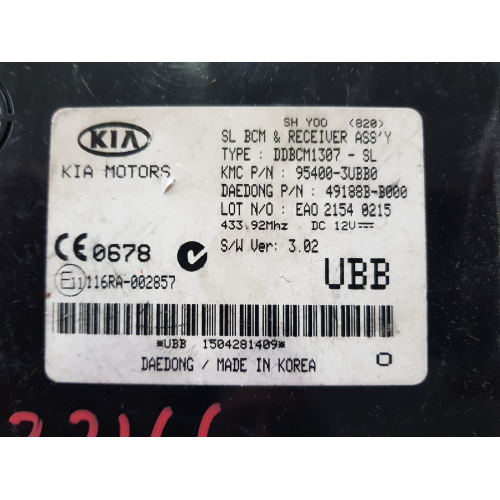 SH YOO (820)
KIA
SL BCM & RECEIVER ASS'Y
TYPE : DDBCM1307 - SL
KIA MOTORS
KMC P/N : 95400-3UBB0
DAEDONG P/N : 49188B-B000
LOT N/O : EAO 2154 0215
433.92Mhz DC 12V
CE 0678
S/W Ver: 3.02
UBB
116RA-002857
*UBB 1504281409*
DAEDONG / MADE IN KOREA